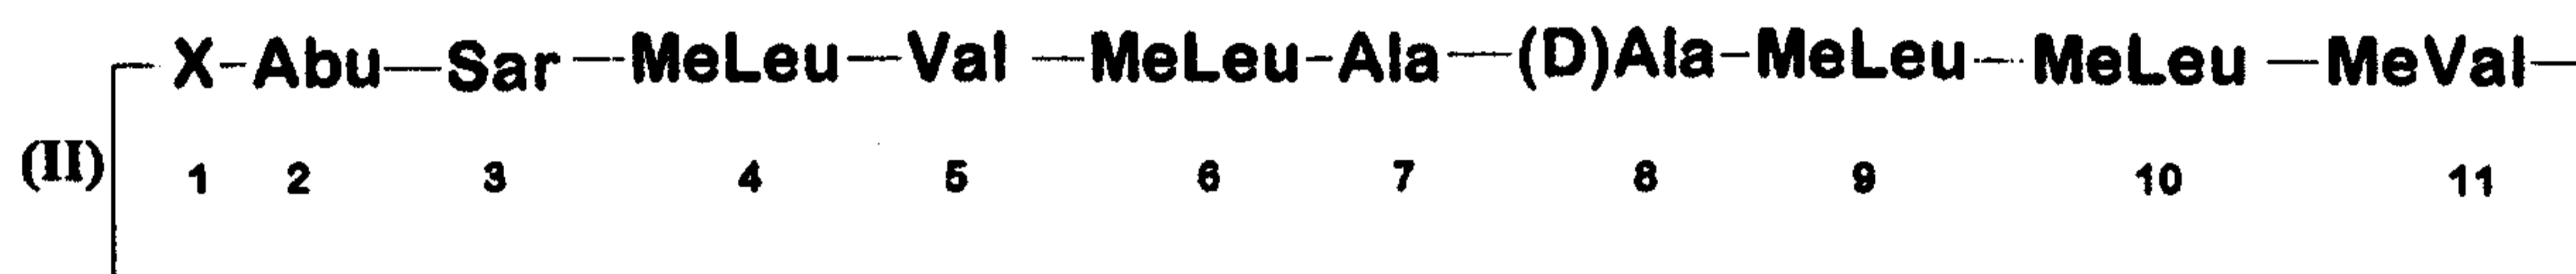 X-Abu—Sar—MeLeu—Val—MeLeu-Ala—(D)Ala-MeLeu-MeLeu—MeVal—
(II) 1 2 3 4 5 6 7 8 9 10 11